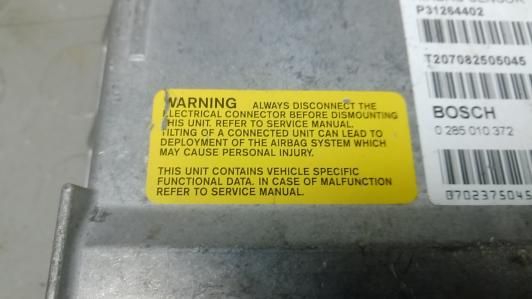 P31264402
T207082505045
BOSCH
0 285 010 372
0702375045
WARNING ALWAYS DISCONNECT THE
ELECTRICAL CONNECTOR BEFORE DISMOUNTING
THIS UNIT. REFER TO SERVICE MANUAL.
TILTING OF A CONNECTED UNIT CAN LEAD TO
DEPLOYMENT OF THE AIRBAG SYSTEM WHICH
MAY CAUSE PERSONAL INJURY.
THIS UNIT CONTAINS VEHICLE SPECIFIC
FUNCTIONAL DATA. IN CASE OF MALFUNCTION
REFER TO SERVICE MANUAL.